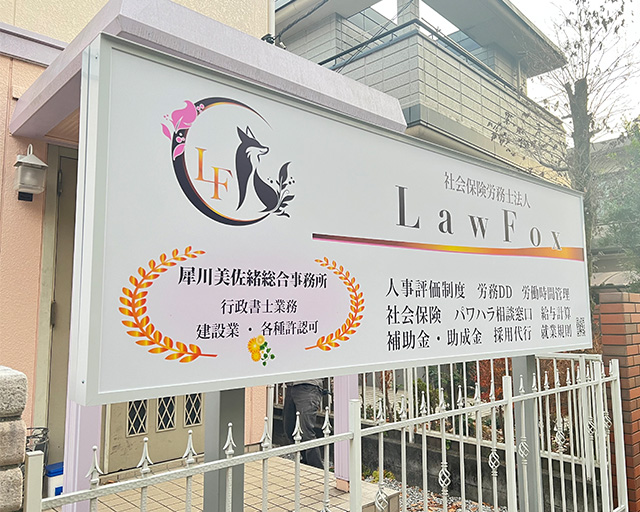 LF
社会保険労務士法人
LawFox
犀川美佐緒総合事務所
行政書士業務
建設業・各種許認可
人事評価制度 労務DD 労働時間管理
社会保険 パワハラ相談窓口 給与計算
補助金・助成金 採用代行 就業規則